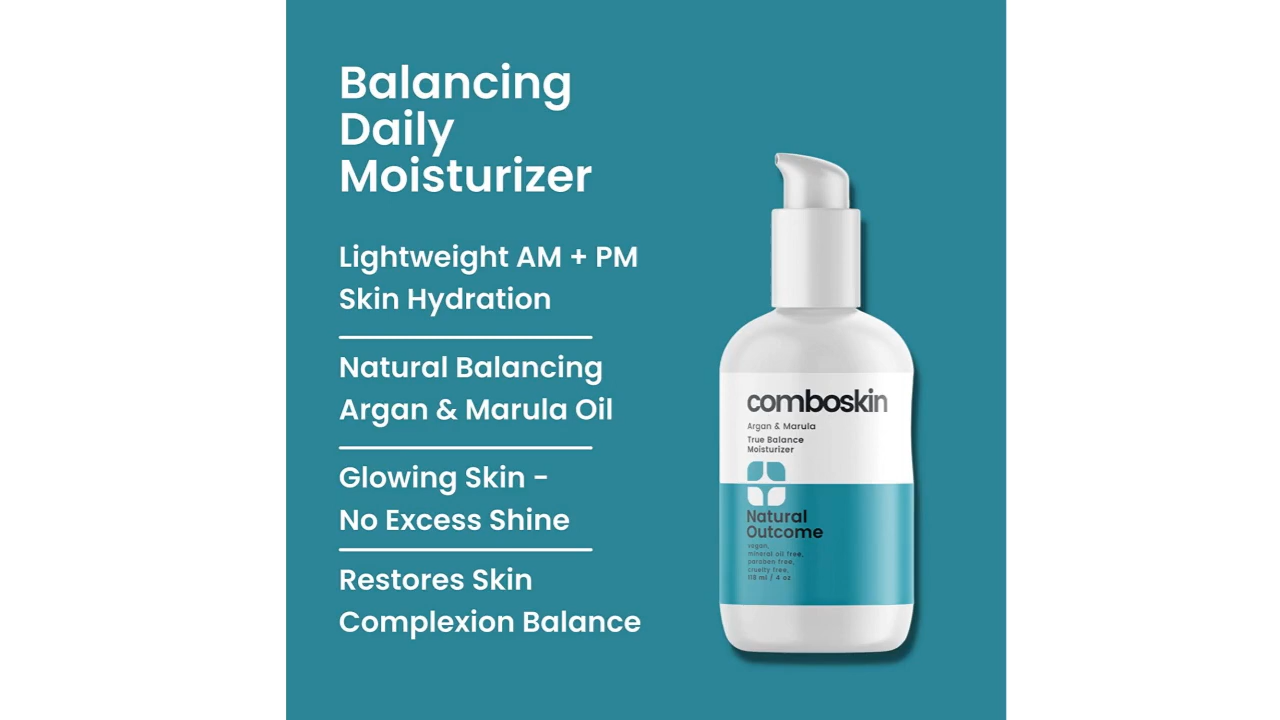 Balancing
Daily
Moisturizer
Lightweight AM + PM
Skin Hydration
Natural Balancing
Argan & Marula Oil
Glowing Skin -
No Excess Shine
Restores Skin
Complexion Balance
comboskin
Argan & Marula
True Balance
Moisturizer
Natural
Outcome
vegan,
mineral oil free,
paraben free,
cruelty free,
118 ml / 4 oz